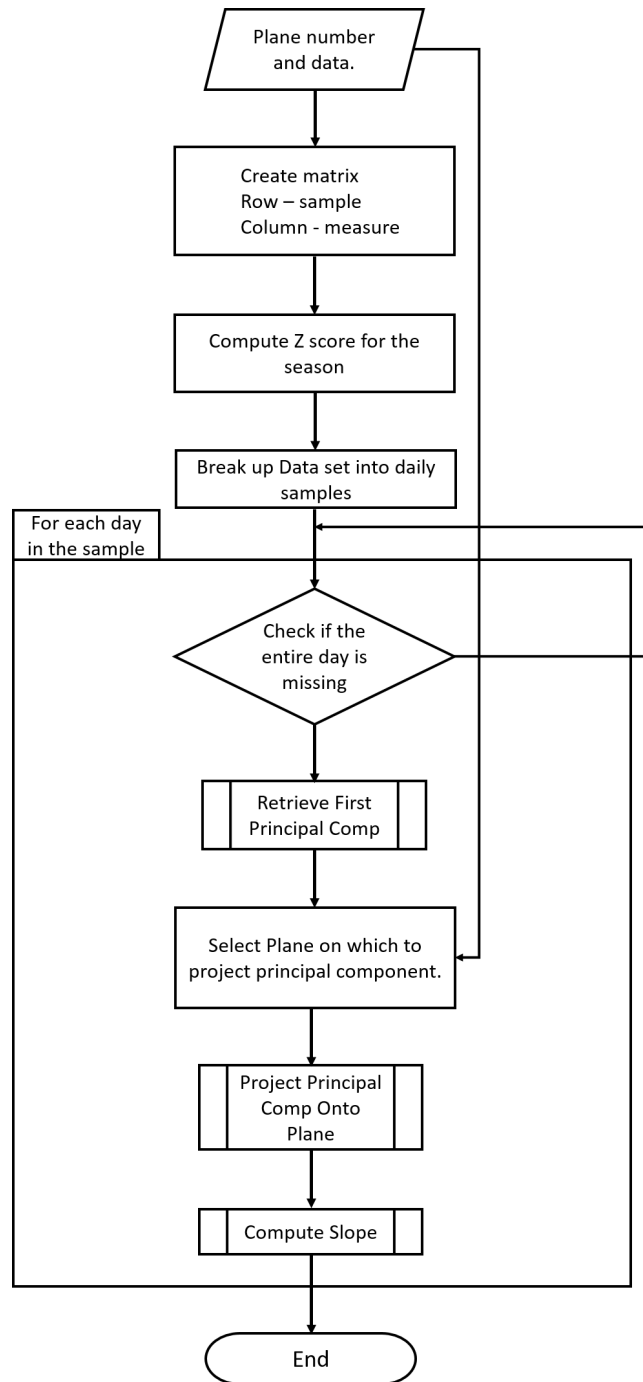 Plane number
and data.
Create matrix
Row – sample
Column - measure
Compute Z score for the
season
Break up Data set into daily
samples
For each day
in the sample
Check if the
entire day is
missing
Retrieve First
Principal Comp
Select Plane on which to
project principal component.
Project Principal
Comp Onto
Plane
Compute Slope
End